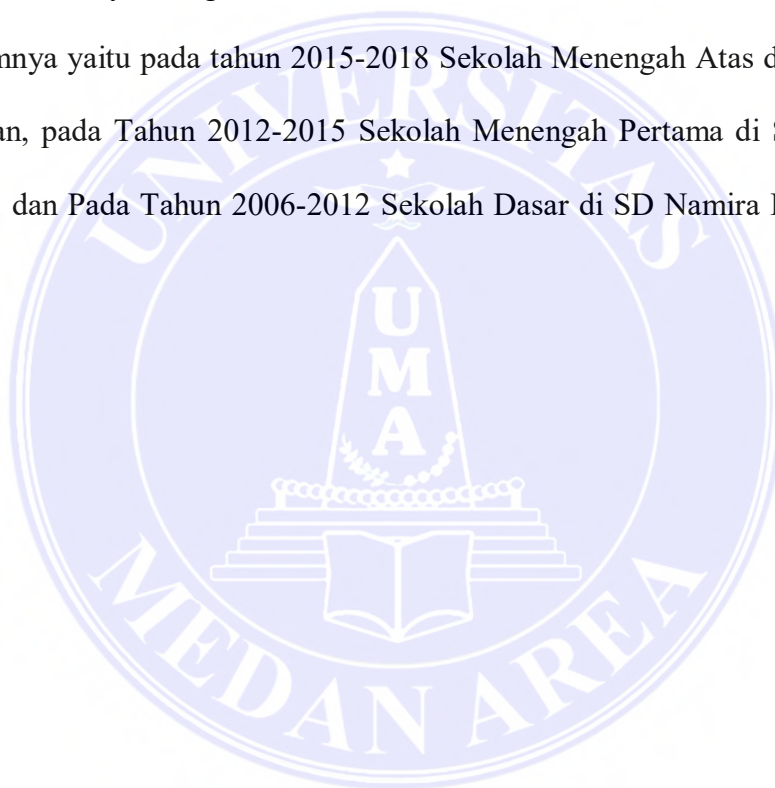 mnya yaitu pada tahun 2015-2018 Sekolah Menengah Atas d
an, pada Tahun 2012-2015 Sekolah Menengah Pertama di S
dan Pada Tahun 2006-2012 Sekolah Dasar di SD Namira
UNIVERSITAS
U
M
A
MEDAN AREA